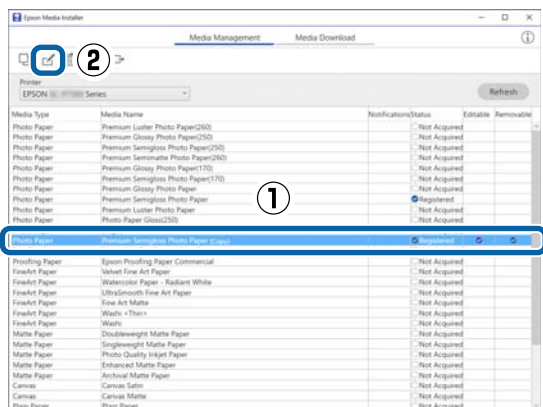 Epson Media Installer
Media Management Media Download
②
Printer
EPSON Series
Refresh
Media Type Media Name Notifications Status Editable Removable
Photo Paper Premium Luster Photo Paper(260) Not Acquired
Photo Paper Premium Glossy Photo Paper(250) Not Acquired
Photo Paper Premium Semigloss Photo Paper(250) Not Acquired
Photo Paper Premium Semimatte Photo Paper(260) Not Acquired
Photo Paper Premium Glossy Photo Paper(170) Not Acquired
Photo Paper Premium Semigloss Photo Paper(170) Not Acquired
Photo Paper Premium Glossy Photo Paper Not Acquired
Photo Paper Premium Semigloss Photo Paper Registered
Photo Paper Premium Luster Photo Paper Not Acquired
Photo Paper Photo Paper Gloss(250) Not Acquired
①
Photo Paper Premium Semigloss Photo Paper (Copy) Registered
Proofing Paper Epson Proofing Paper Commercial Not Acquired
FineArt Paper Velvet Fine Art Paper Not Acquired
FineArt Paper Watercolor Paper - Radiant White Not Acquired
FineArt Paper UltraSmooth Fine Art Paper Not Acquired
FineArt Paper Fine Art Matte Not Acquired
FineArt Paper Washi <Thin> Not Acquired
FineArt Paper Washi Not Acquired
Matte Paper Doubleweight Matte Paper Not Acquired
Matte Paper Singleweight Matte Paper Not Acquired
Matte Paper Photo Quality Inkjet Paper Not Acquired
Matte Paper Enhanced Matte Paper Not Acquired
Matte Paper Archival Matte Paper Not Acquired
Canvas Canvas Satin Not Acquired
Canvas Canvas Matte Not Acquired
Plain Paper Plain Paper Not Acquired